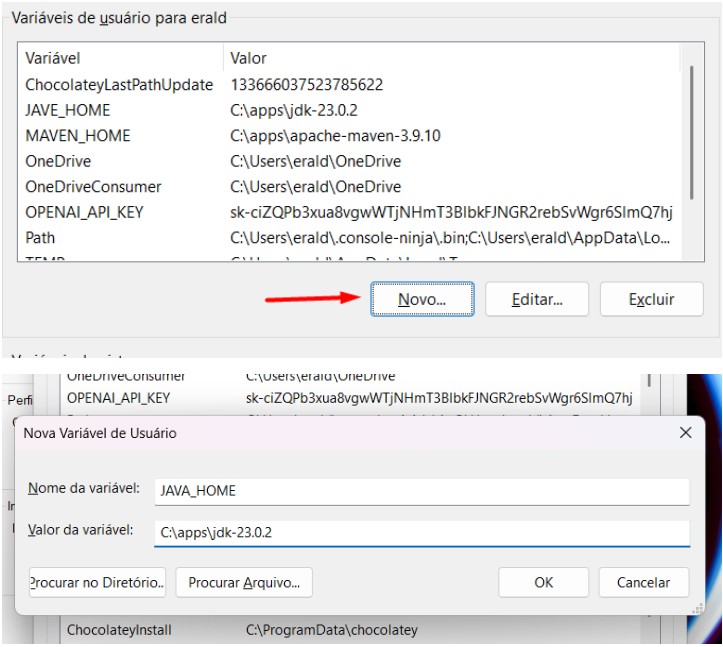 Variáveis de usuário para erald
Variável Valor
ChocolateyLastPathUpdate 133666037523785622
JAVE_HOME C:\apps\jdk-23.0.2
MAVEN_HOME C:\apps\apache-maven-3.9.10
OneDrive C:\Users\erald\OneDrive
OneDriveConsumer C:\Users\erald\OneDrive
OPENAI_API_KEY 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
Path C:\Users\erald\.console-ninja\.bin;C:\Users\erald\AppData\Lo...
Novo... Editar... Excluir
OneDriveConsumer C:\Users\erald\OneDrive
OPENAI_API_KEY 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
Perfi
Nova Variável de Usuário
Nome da variável: JAVA_HOME
Valor da variável: C:\apps\jdk-23.0.2
Procurar no Diretório... Procurar Arquivo... OK Cancelar
ChocolateyInstall C:\ProgramData\chocolatey